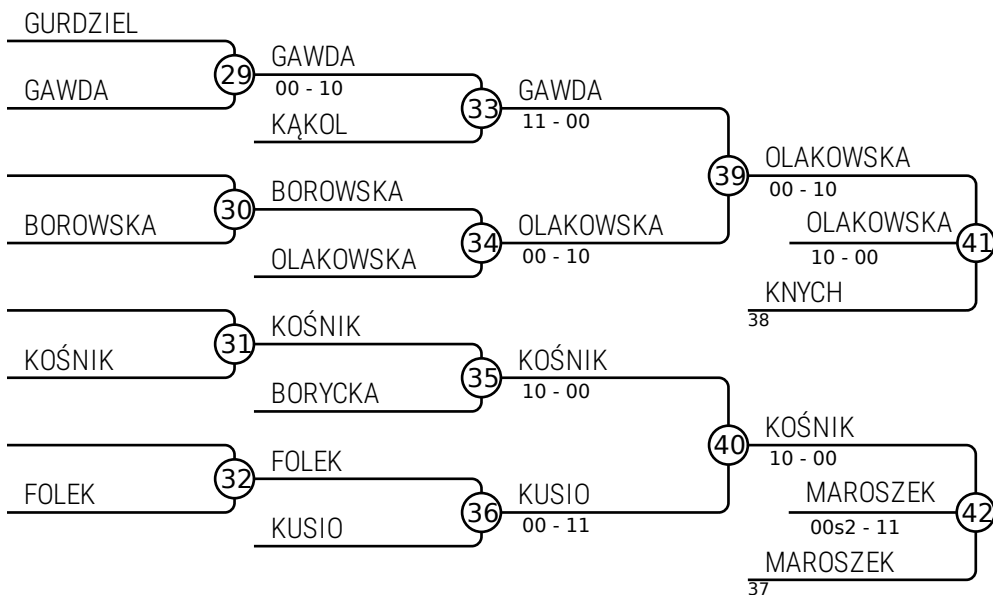 GURDZIEL
29
GAWDA
GAWDA
00 - 10
33
KĄKOL
GAWDA
11 - 00
30
BOROWSKA
BOROWSKA
34
OLAKOWSKA
OLAKOWSKA
00 - 10
39
OLAKOWSKA
00 - 10
OLAKOWSKA
10 - 00
41
KNYCH
38
31
KOŚNIK
KOŚNIK
35
BORYCKA
KOŚNIK
10 - 00
32
FOLEK
FOLEK
36
KUSIO
KUSIO
00 - 11
40
KOŚNIK
10 - 00
MAROSZEK
00s2 - 11
42
MAROSZEK
37